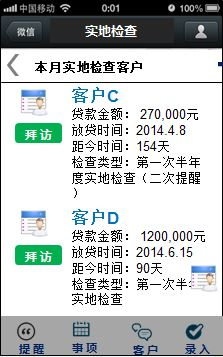 中国移动 0:01
微信 实地检查
本月实地检查客户
客户C
贷款金额： 270,000元
放贷时间：2014.4.8
拜访
距今时间：154天
检查类型：第一次半年
度实地检查（二次提醒
）
客户D
贷款金额： 1200,000元
放贷时间：2014.6.15
拜访
距今时间：90天
检查类型：第一次半年
实地检查
提醒 事项 客户 录入